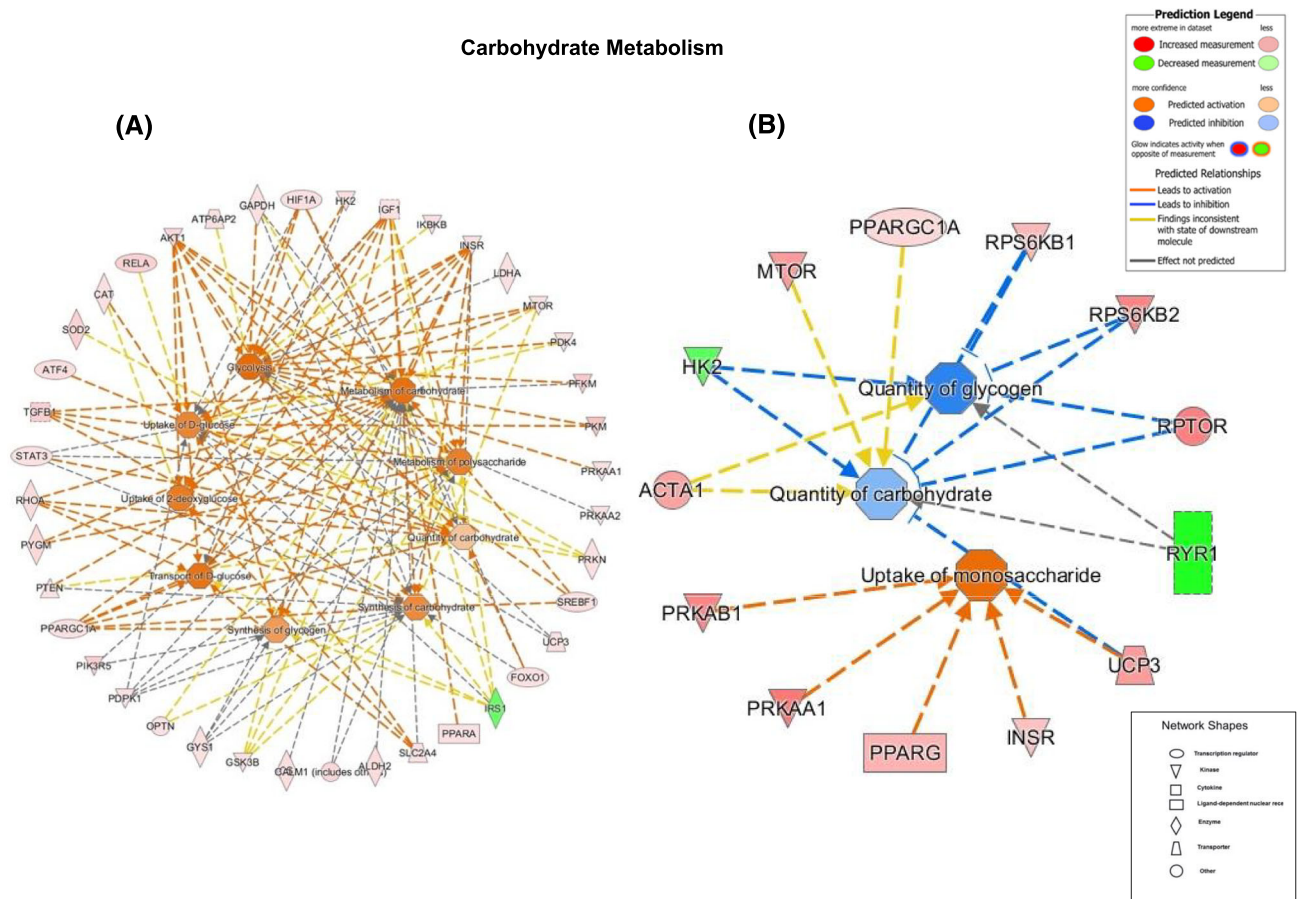 Carbohydrate Metabolism
Prediction Legend
more extreme in dataset less
Increased measurement
Decreased measurement
more confidence less
Predicted activation
Predicted inhibition
Glow indicates activity when
opposite of measurement
Predicted Relationships
Leads to activation
Leads to inhibition
Findings inconsistent
with state of downstream
molecule
Effect not predicted
(A)
GAPDH
HIF1A
HK2
IGF1
IKBKB
INSR
LDHA
MTOR
PDK4
PFKM
PKM
PRKAA1
PRKAA2
PRKN
SREBF1
UCP3
FOXO1
IRS1
PPARA
SLC2A4
ALDH2
CALM1 (includes others)
GSK3B
GYS1
OPTN
PDPK1
PIK3R5
PPARGC1A
PTEN
PYGM
RHOA
STAT3
TGFB1
ATF4
SOD2
CAT
RELA
AKT1
ATP6AP2
Glycolysis
Metabolism of carbohydrate
Uptake of D-glucose
Metabolism of polysaccharide
Uptake of 2-deoxyglucose
Quantity of carbohydrate
Transport of D-glucose
Synthesis of carbohydrate
Synthesis of glycogen
(B)
PPARGC1A
RPS6KB1
MTOR
RPS6KB2
HK2
Quantity of glycogen
RPTOR
ACTA1
Quantity of carbohydrate
RYR1
Uptake of monosaccharide
PRKAB1
UCP3
PRKAA1
PPARG
INSR
Network Shapes
Transcription regulator
Kinase
Cytokine
Ligand-dependent nuclear rece
Enzyme
Transporter
Other